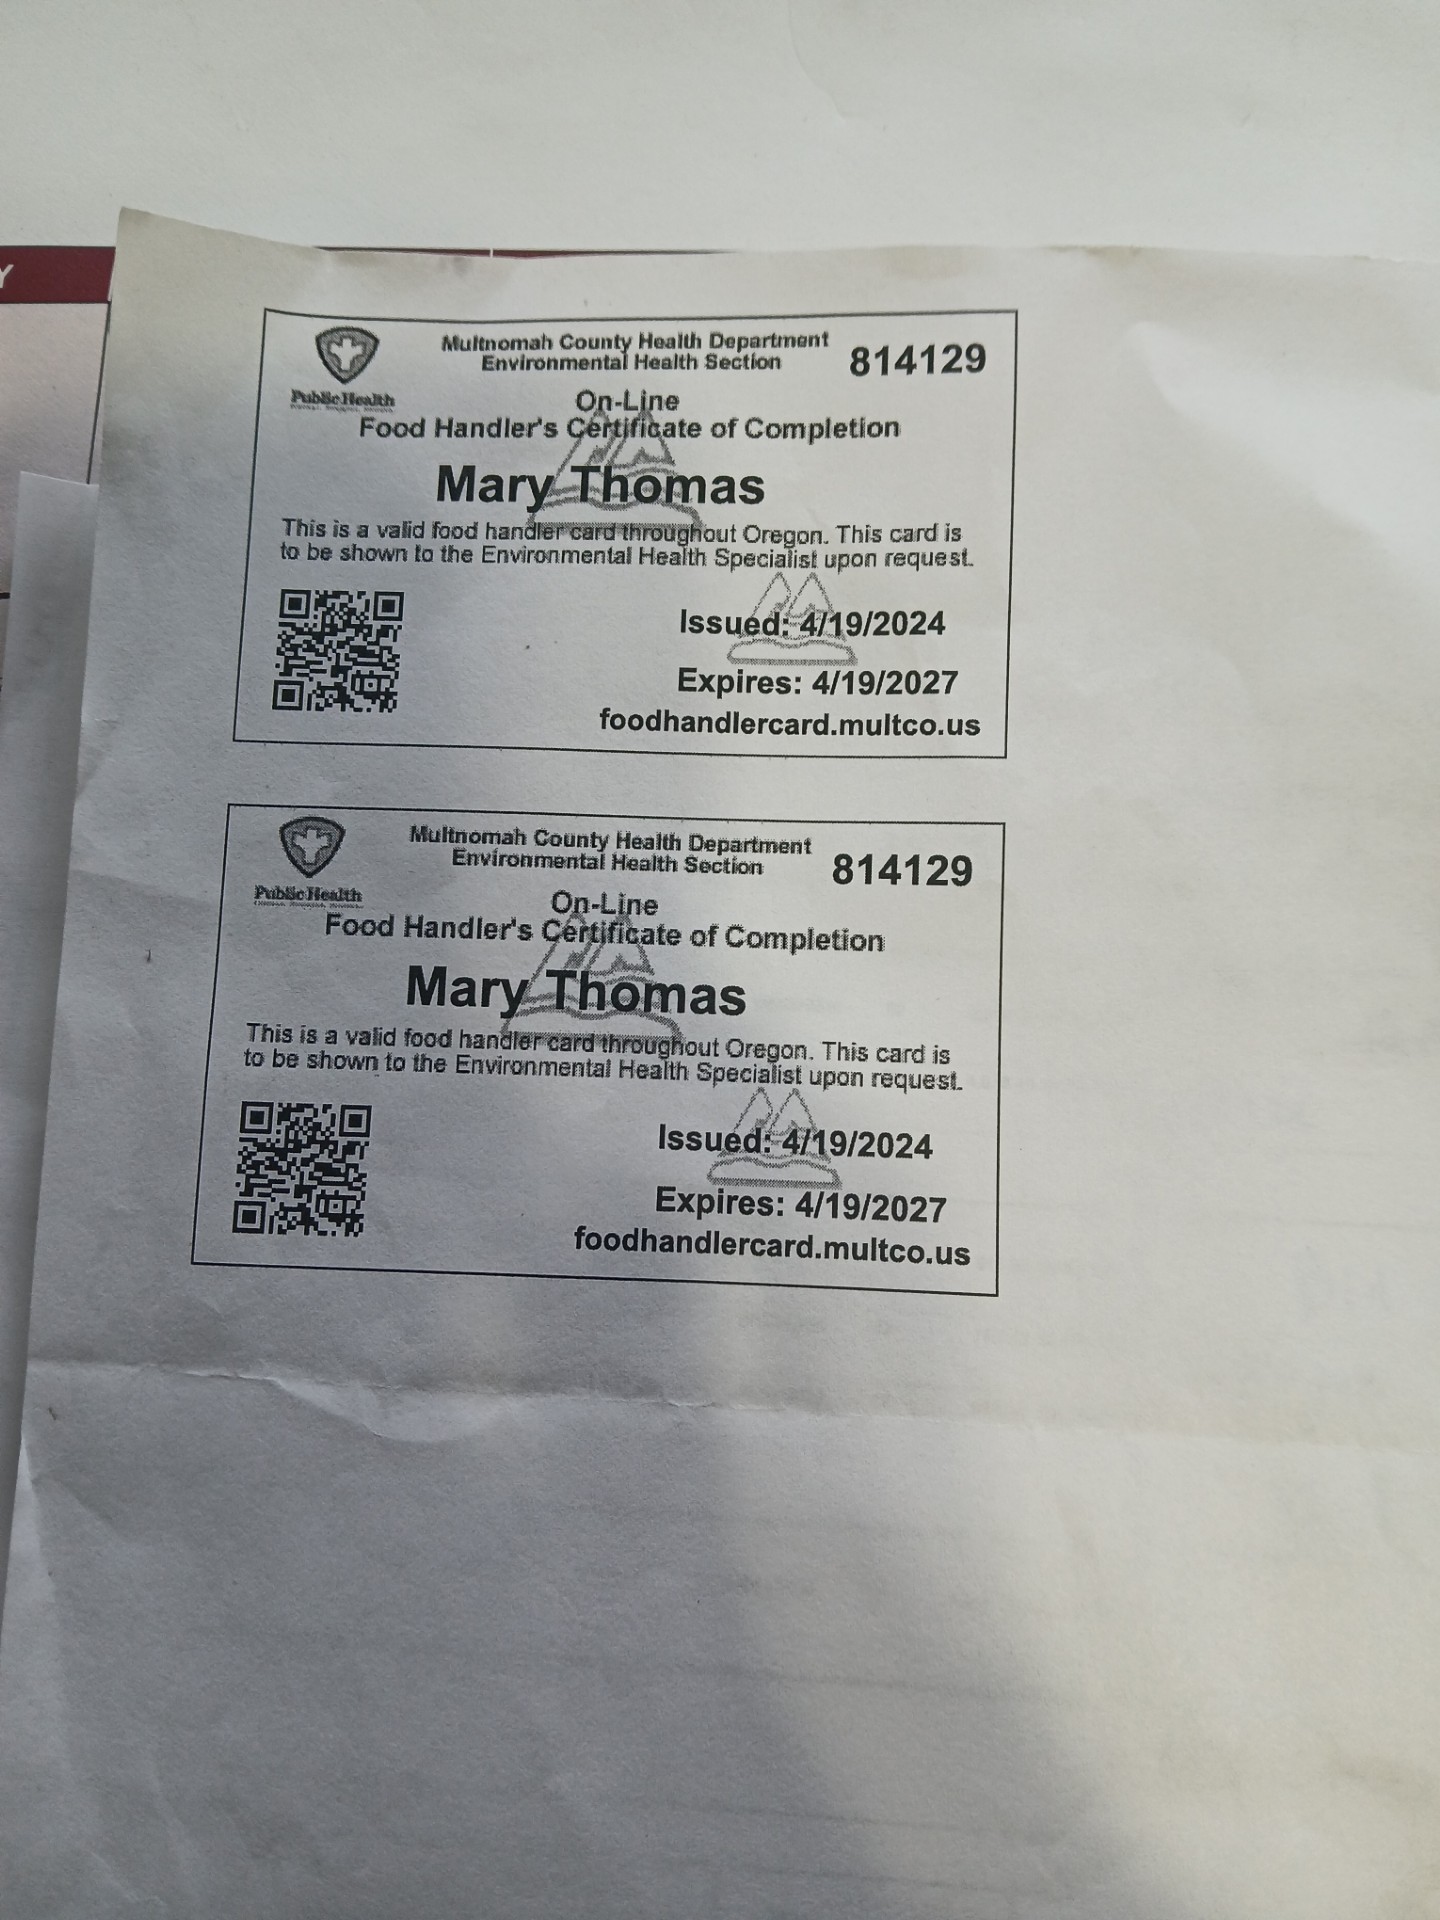 Y
Multnomah County Health Department
Environmental Health Section
814129
Public Health
On-Line
Food Handler's Certificate of Completion
Mary Thomas
This is a valid food handler card throughout Oregon. This card is
to be shown to the Environmental Health Specialist upon request.
Issued: 4/19/2024
Expires: 4/19/2027
foodhandlercard.multco.us
Multnomah County Health Department
Environmental Health Section
814129
Public Health
On-Line
Food Handler's Certificate of Completion
Mary Thomas
This is a valid food handler card throughout Oregon. This card is
to be shown to the Environmental Health Specialist upon request.
Issued: 4/19/2024
Expires: 4/19/2027
foodhandlercard.multco.us